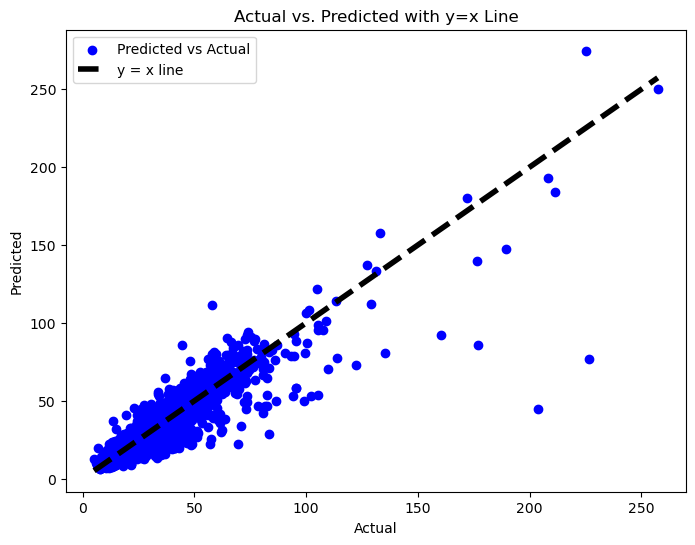 Actual vs. Predicted with y=x Line
Predicted vs Actual
y = x line
250
200
150
100
50
0
Predicted
0 50 100 150 200 250
Actual